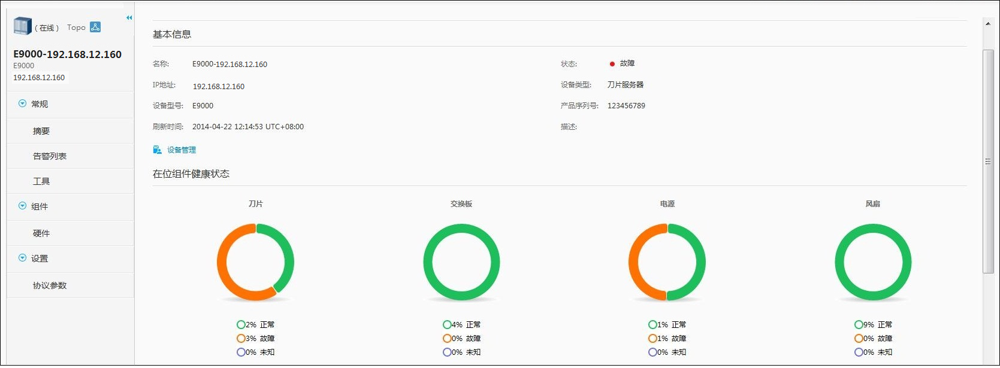 (在线) Topo
E9000-192.168.12.160
E9000
192.168.12.160
常规
摘要
告警列表
工具
组件
硬件
设置
协议参数
基本信息
名称: E9000-192.168.12.160 状态: 故障
IP地址: 192.168.12.160 设备类型: 刀片服务器
设备型号: E9000 产品序列号: 123456789
刷新时间: 2014-04-22 12:14:53 UTC+08:00 描述:
设备管理
在位组件健康状态
刀片 交换板 电源 风扇
2% 正常 4% 正常 1% 正常 9% 正常
3% 故障 0% 故障 1% 故障 0% 故障
0% 未知 0% 未知 0% 未知 0% 未知